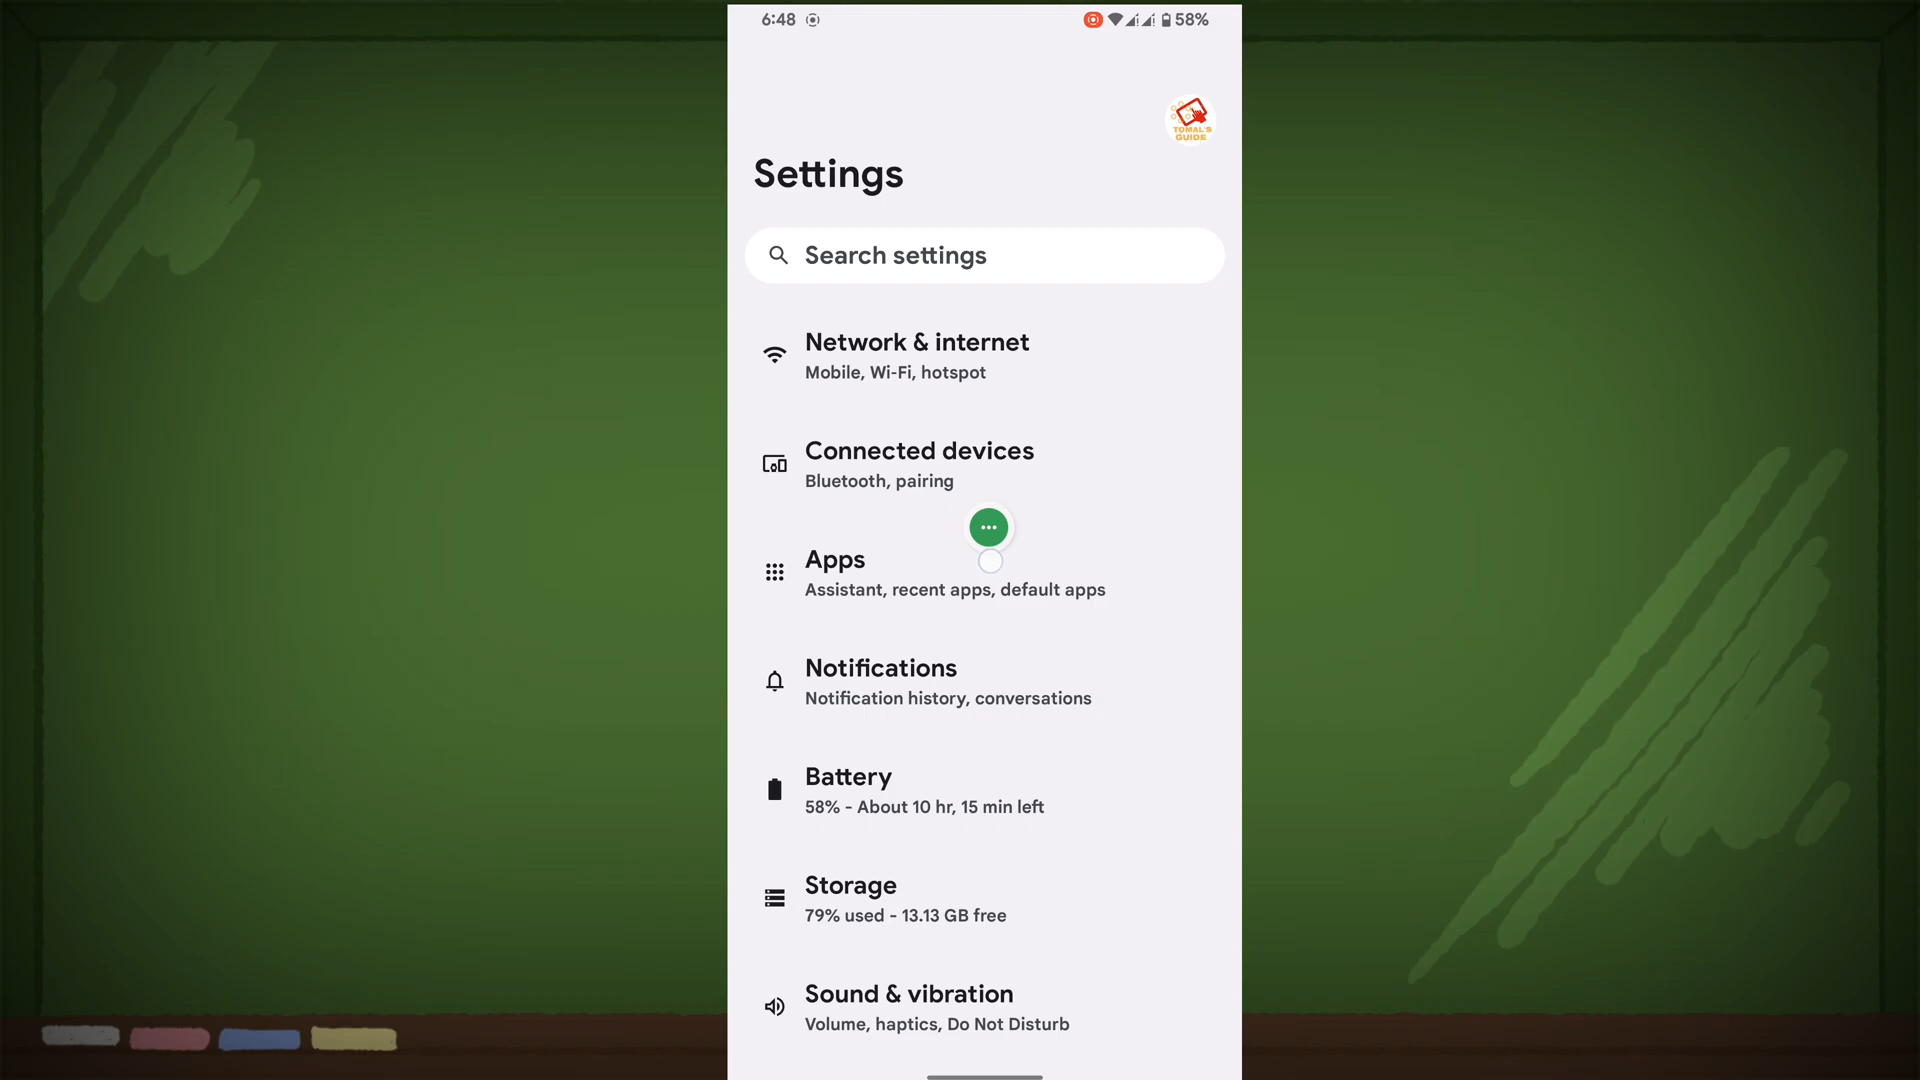 6:48
58%
TOMAL'S
GUIDE
Settings
Search settings
Network & internet
Mobile, Wi-Fi, hotspot
Connected devices
Bluetooth, pairing
Apps
Assistant, recent apps, default apps
Notifications
Notification history, conversations
Battery
58% - About 10 hr, 15 min left
Storage
79% used - 13.13 GB free
Sound & vibration
Volume, haptics, Do Not Disturb